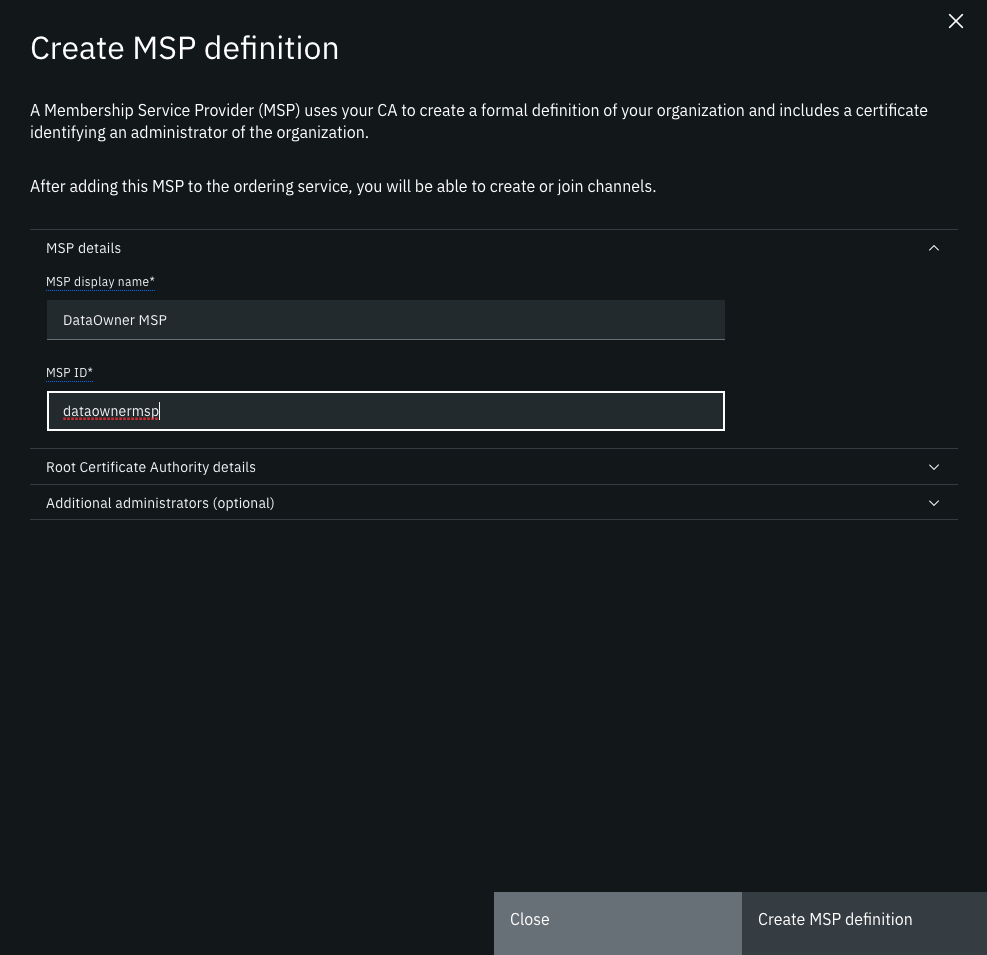 Create MSP definition
A Membership Service Provider (MSP) uses your CA to create a formal definition of your organization and includes a certificate
identifying an administrator of the organization.
After adding this MSP to the ordering service, you will be able to create or join channels.
MSP details
MSP display name*
DataOwner MSP
MSP ID*
dataownermsp
Root Certificate Authority details
Additional administrators (optional)
Close
Create MSP definition